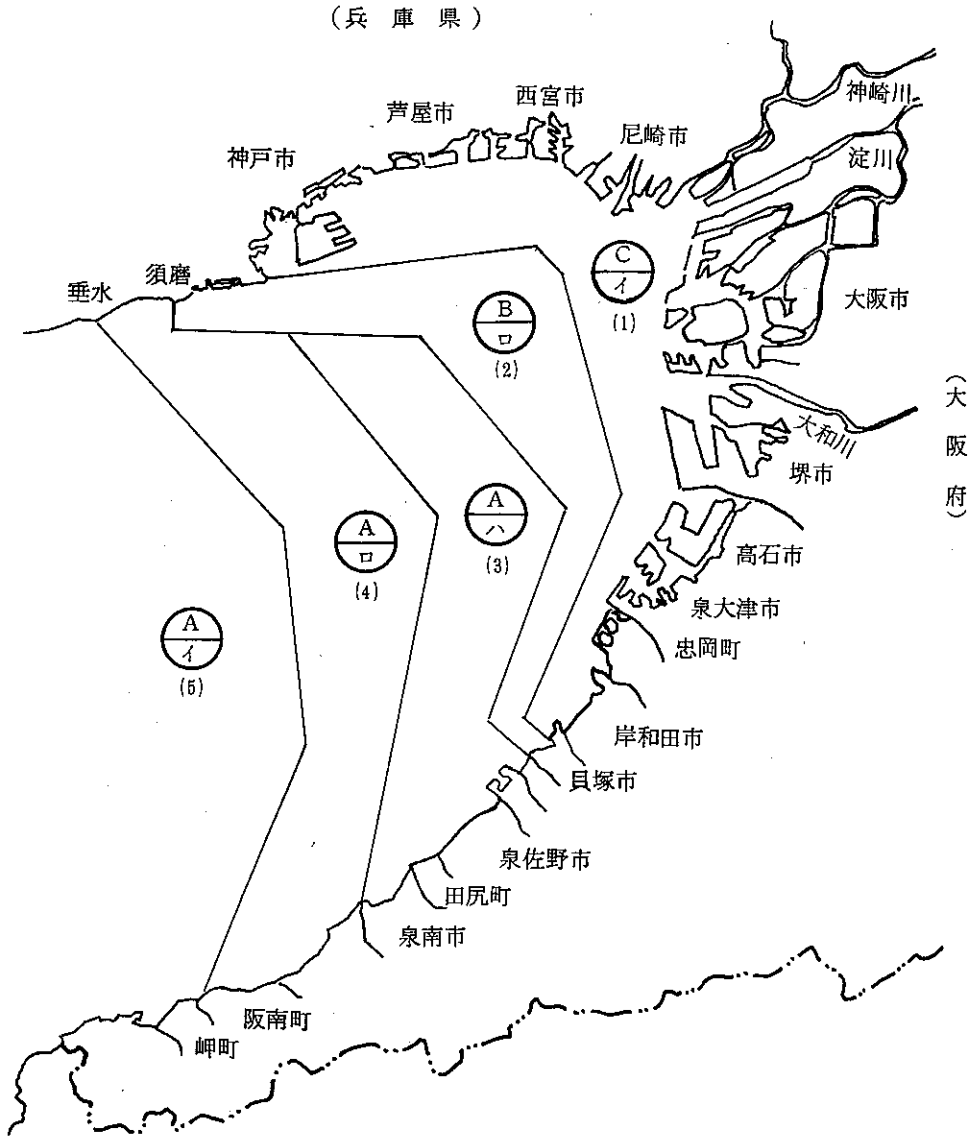 (兵庫県)
西宮市
芦屋市
神崎川
尼崎市
神戸市
淀川
C
イ
(1)
須磨
垂水
大阪市
B
ロ
(2)
(大阪府)
大和川
堺市
A
ハ
(3)
A
ロ
(4)
高石市
泉大津市
A
イ
(5)
忠岡町
岸和田市
貝塚市
泉佐野市
田尻町
泉南市
阪南町
岬町